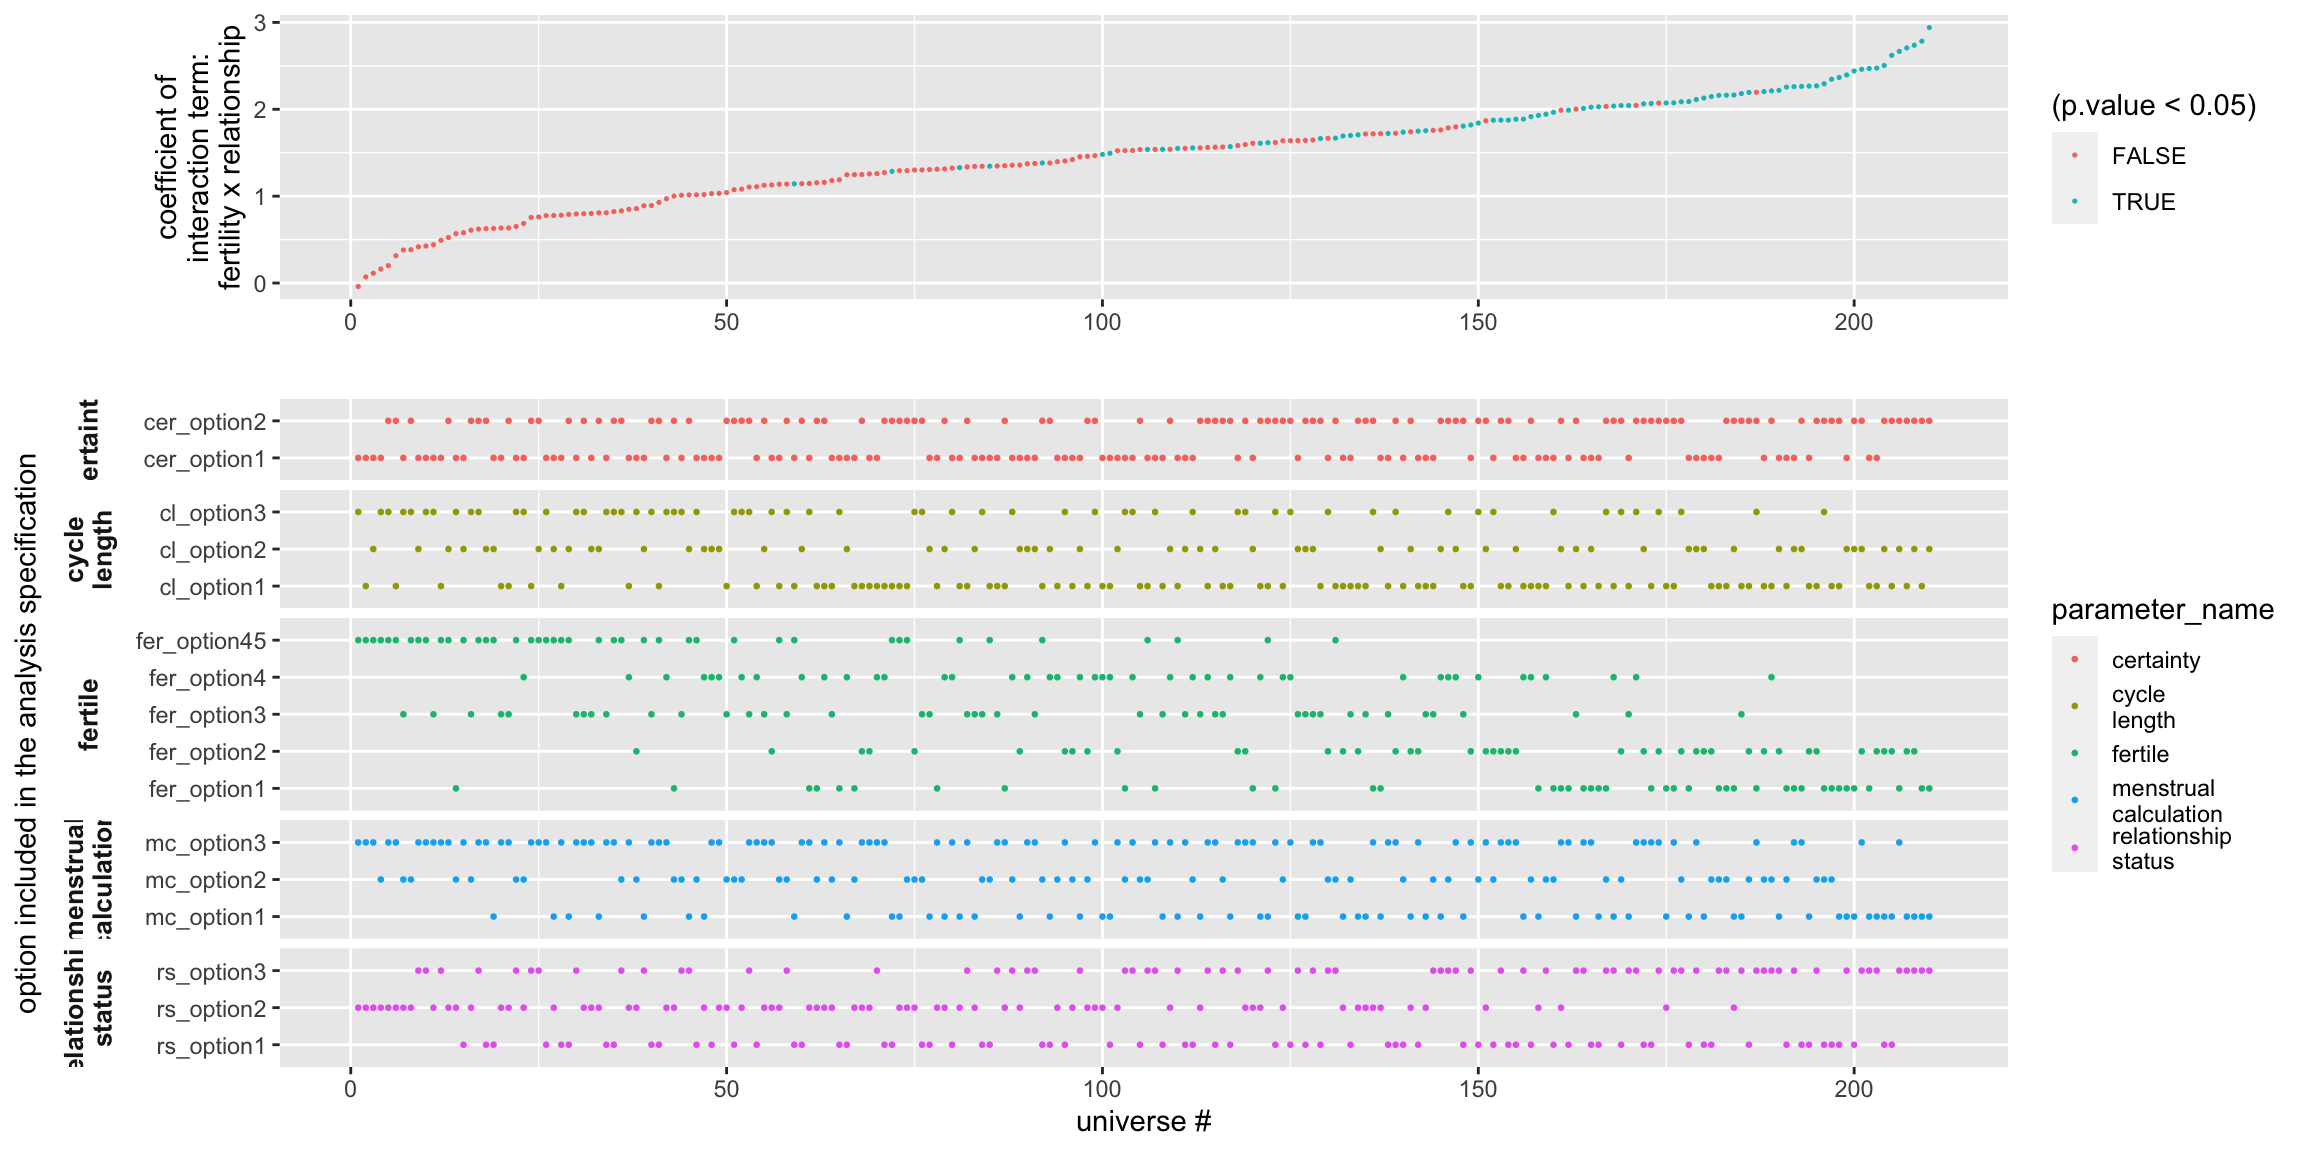 coefficient of
interaction term:
fertility x relationship
3
2
1
0
0 50 100 150 200
(p.value < 0.05)
FALSE
TRUE
option included in the analysis specification
ertaint
cer_option2
cer_option1
cycle
length
cl_option3
cl_option2
cl_option1
fertile
fer_option45
fer_option4
fer_option3
fer_option2
fer_option1
menstrual
alculation
mc_option3
mc_option2
mc_option1
elationshi
status
rs_option3
rs_option2
rs_option1
0 50 100 150 200
universe #
parameter_name
certainty
cycle
length
fertile
menstrual
calculation
relationship
status